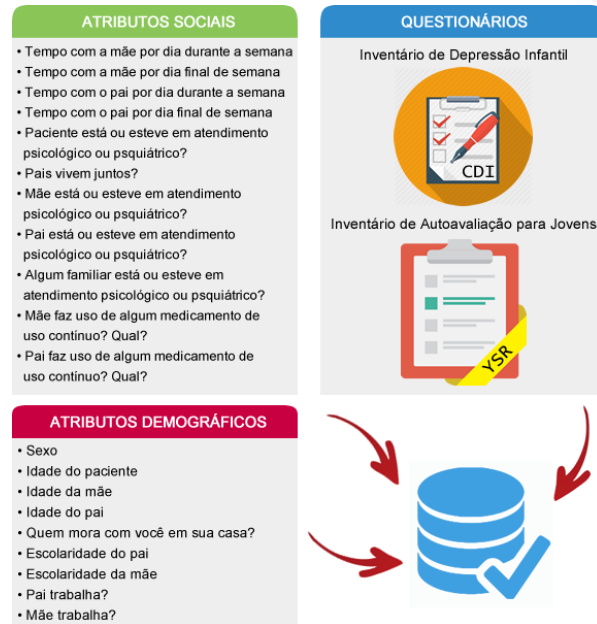 ATRIBUTOS SOCIAIS
• Tempo com a mãe por dia durante a semana
• Tempo com a mãe por dia final de semana
• Tempo com o pai por dia durante a semana
• Tempo com o pai por dia final de semana
• Paciente está ou esteve em atendimento
psicológico ou psquiátrico?
• Pais vivem juntos?
• Mãe está ou esteve em atendimento
psicológico ou psquiátrico?
• Pai está ou esteve em atendimento
psicológico ou psquiátrico?
• Algum familiar está ou esteve em
atendimento psicológico ou psquiátrico?
• Mãe faz uso de algum medicamento de
uso contínuo? Qual?
• Pai faz uso de algum medicamento de
uso contínuo? Qual?
QUESTIONÁRIOS
Inventário de Depressão Infantil
CDI
Inventário de Autoavaliação para Jovens
YSR
ATRIBUTOS DEMOGRÁFICOS
• Sexo
• Idade do paciente
• Idade da mãe
• Idade do pai
• Quem mora com você em sua casa?
• Escolaridade do pai
• Escolaridade da mãe
• Pai trabalha?
• Mãe trabalha?